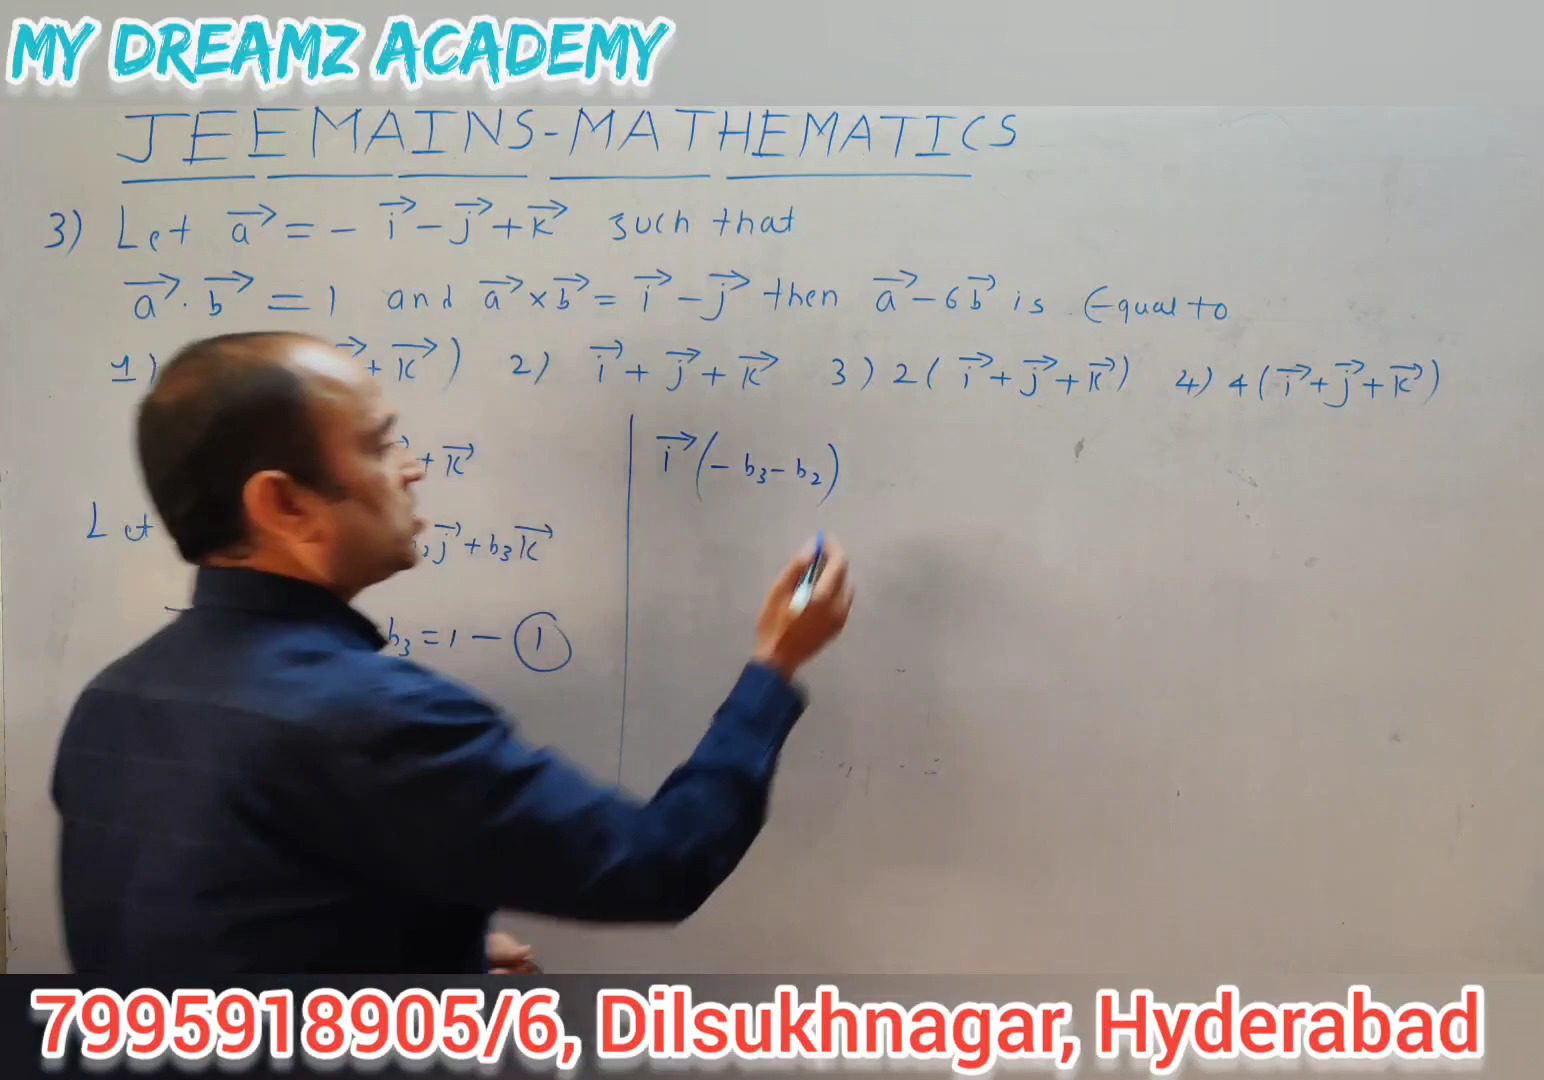 MY DREAMZ ACADEMY
JEEMAINS-MATHEMATICS
3) Let a⃗ = - i⃗ - j⃗ + k⃗ such that
a⃗ . b⃗ = 1 and a⃗ × b⃗ = i⃗ - j⃗ then a⃗ - 6b⃗ is Equal to
1) + k⃗ ) 2) i⃗ + j⃗ + k⃗ 3) 2( i⃗ + j⃗ + k⃗ ) 4) 4( i⃗ + j⃗ + k⃗ )
+ k⃗
Let j⃗ + b₃k⃗
b₃ = 1 — ①
i⃗ (- b₃ - b₂)
7995918905/6, Dilsukhnagar, Hyderabad